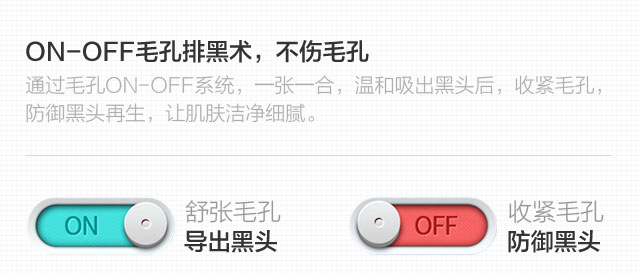 ON-OFF毛孔排黑术，不伤毛孔
通过毛孔ON-OFF系统，一张一合，温和吸出黑头后，收紧毛孔，
防御黑头再生，让肌肤洁净细腻。
ON
舒张毛孔
导出黑头
OFF
收紧毛孔
防御黑头